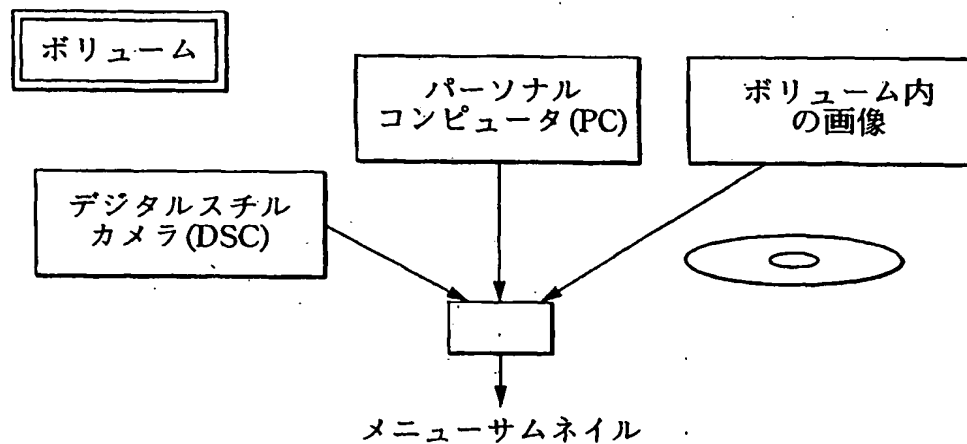 ボリューム
パーソナル
コンピュータ(PC)
ボリューム内
の画像
デジタルスチル
カメラ(DSC)
メニューサムネイル